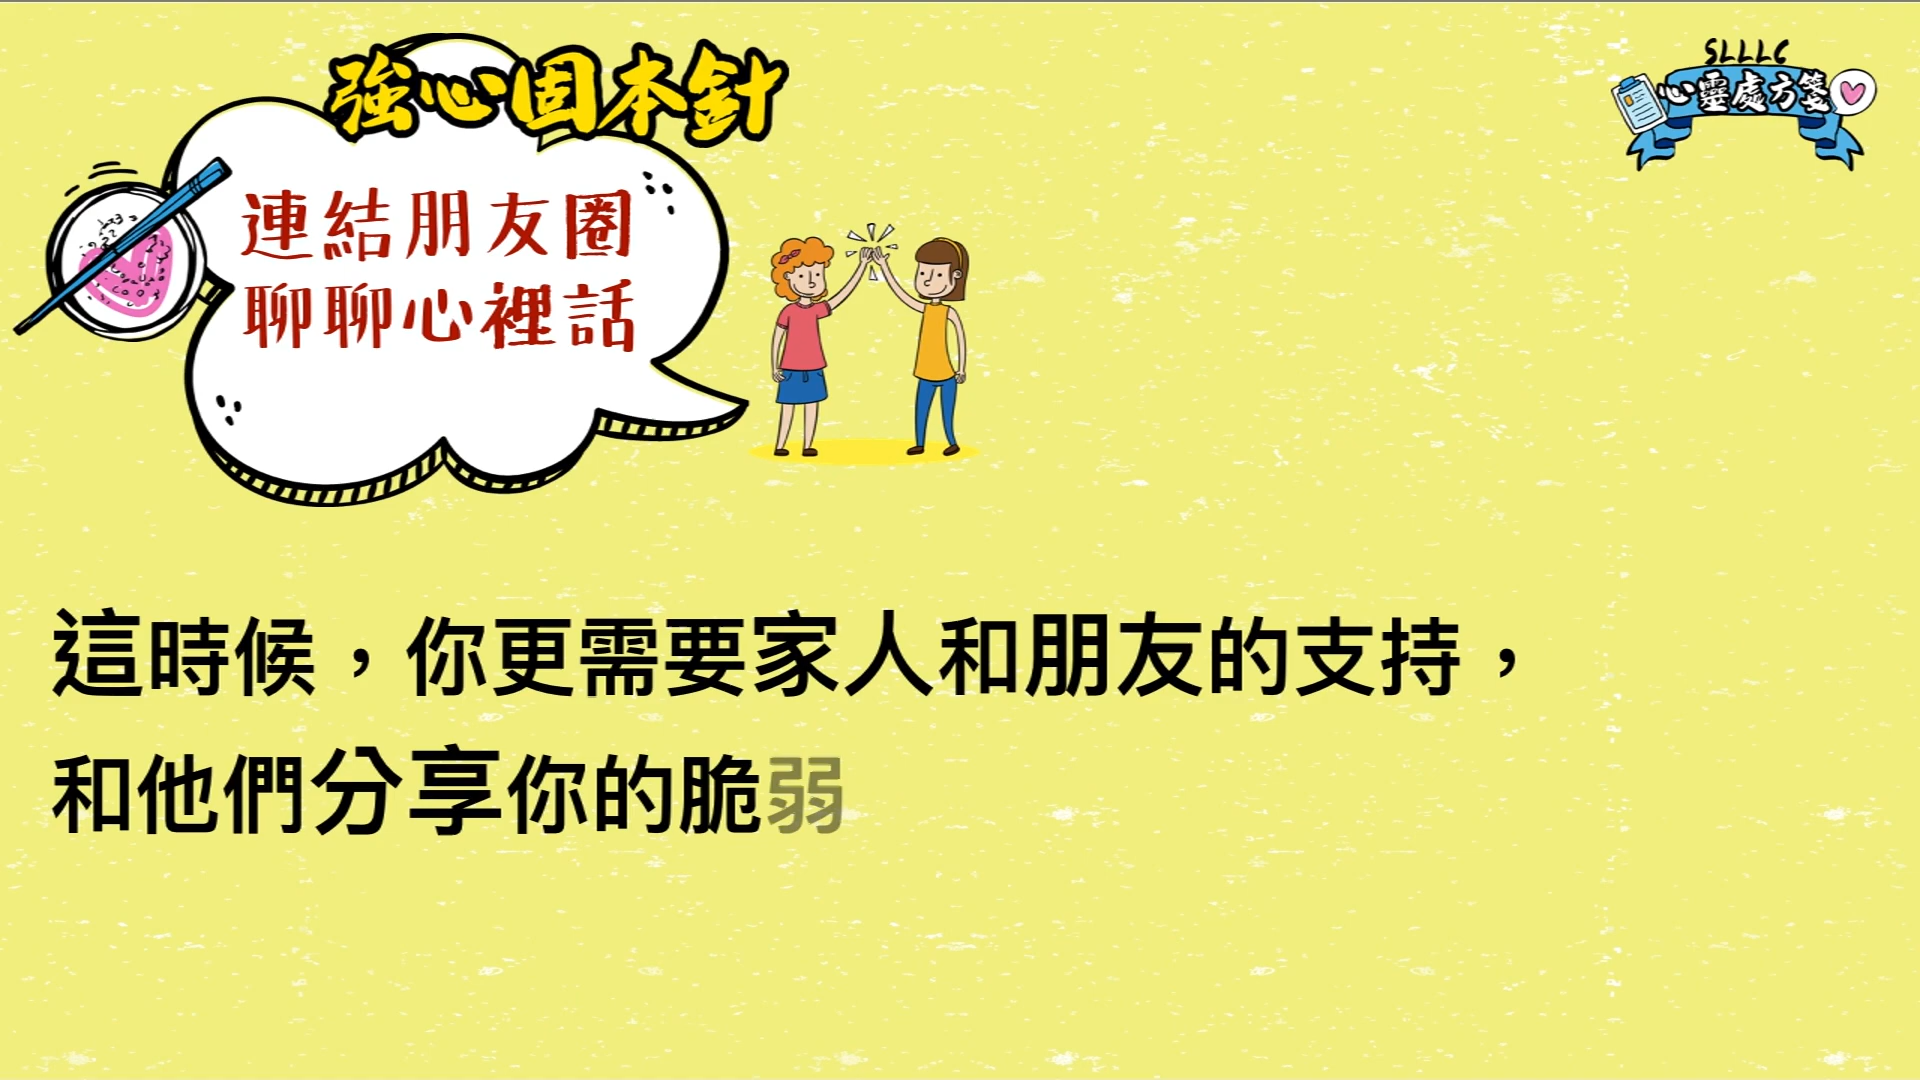 強心固本針
SLLLC
心靈處方箋
連結朋友圈
聊聊心裡話
這時候，你更需要家人和朋友的支持，
和他們分享你的脆弱